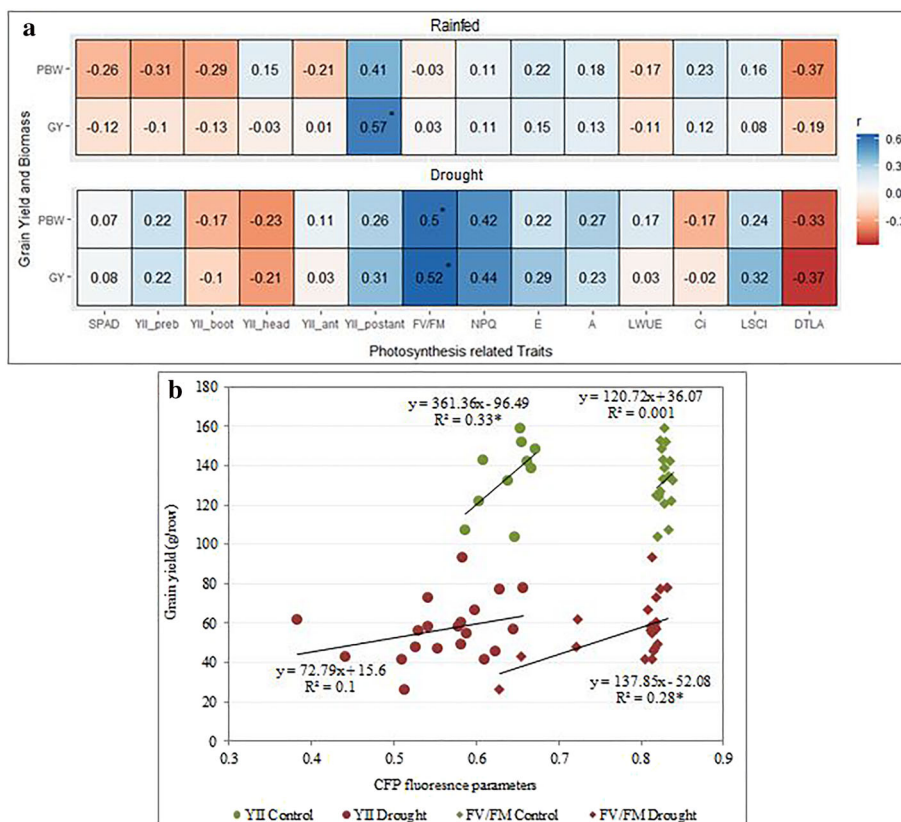 a
Rainfed
PBW -0.26 -0.31 -0.29 0.15 -0.21 0.41 -0.03 0.11 0.22 0.18 -0.17 0.23 0.16 -0.37
GY -0.12 -0.1 -0.13 -0.03 0.01 0.57* 0.03 0.11 0.15 0.13 -0.11 0.12 0.08 -0.19
Drought
PBW 0.07 0.22 -0.17 -0.23 0.11 0.26 0.5* 0.42 0.22 0.27 0.17 -0.17 0.24 -0.33
GY 0.08 0.22 -0.1 -0.21 0.03 0.31 0.52* 0.44 0.29 0.23 0.03 -0.02 0.32 -0.37
SPAD YII_preb YII_boot YII_head YII_ant YII_postant FV/FM NPQ E A LWUE Ci LSCI DTLA
Photosynthesis related Traits
Grain Yield and Biomass
r
0.6
0.3
0.0
-0.3
b
180
160
140
120
100
80
60
40
20
0
Grain yield (g/row)
y = 361.36x - 96.49
R² = 0.33*
y = 120.72x + 36.07
R² = 0.001
y = 72.79x + 15.6
R² = 0.1
y = 137.85x - 52.08
R² = 0.28*
0.3 0.4 0.5 0.6 0.7 0.8 0.9
CFP fluoresnce parameters
YII Control YII Drought FV/FM Control FV/FM Drought